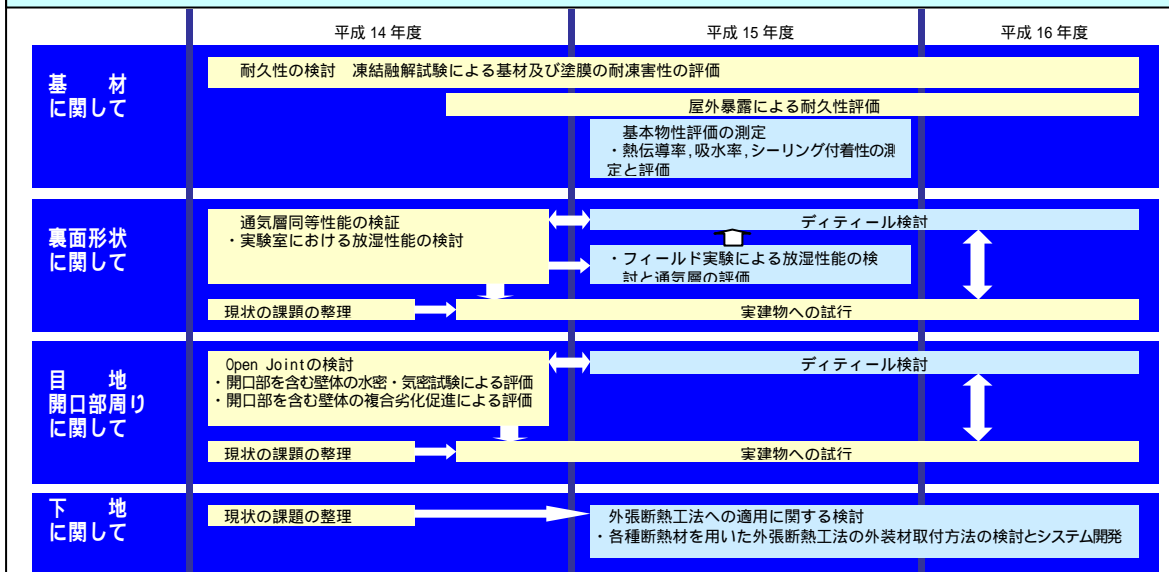 平成 14 年度 平成 15 年度 平成 16 年度
基　　材
に関して
耐久性の検討　凍結融解試験による基材及び塗膜の耐凍害性の評価
屋外暴露による耐久性評価
基本物性評価の測定
・熱伝導率,吸水率,シーリング付着性の測
定と評価
裏面形状
に関して
通気層同等性能の検証
・実験室における放湿性能の検討
ディティール検討
・フィールド実験による放湿性能の検
討と通気層の評価
現状の課題の整理
実建物への試行
目　　地
開口部周り
に関して
Open Jointの検討
・開口部を含む壁体の水密・気密試験による評価
・開口部を含む壁体の複合劣化促進による評価
ディティール検討
現状の課題の整理
実建物への試行
下　　地
に関して
現状の課題の整理
外張断熱工法への適用に関する検討
・各種断熱材を用いた外張断熱工法の外装材取付方法の検討とシステム開発